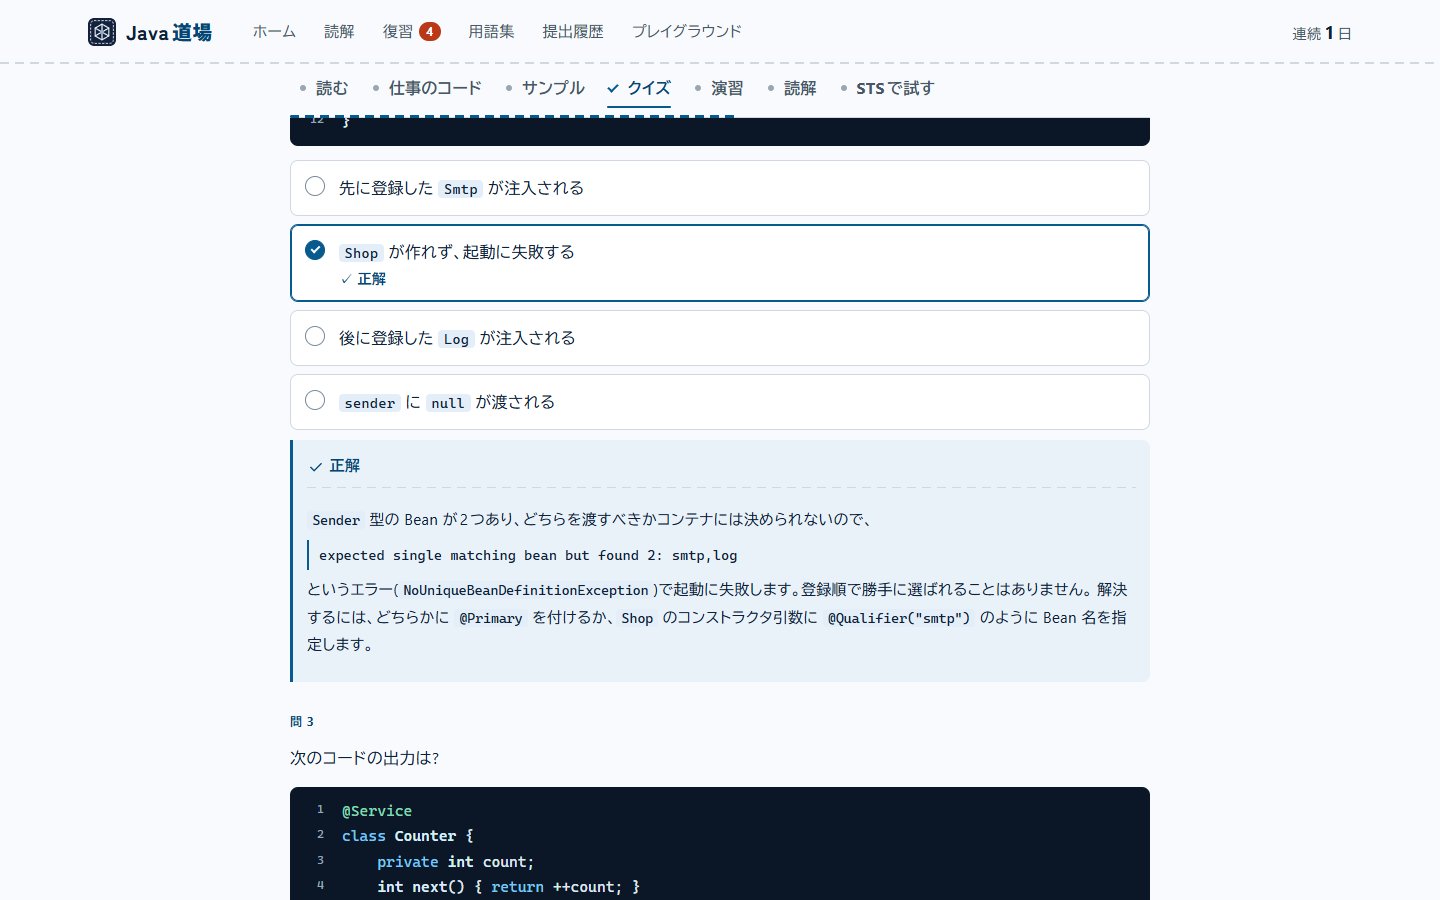 Java 道場 ホーム 読解 復習 4 用語集 提出履歴 プレイグラウンド 連続 1 日
読む 仕事のコード サンプル クイズ 演習 読解 STSで試す
12 }
先に登録した Smtp が注入される
Shop が作れず、起動に失敗する
✓ 正解
後に登録した Log が注入される
sender に null が渡される
✓ 正解
Sender 型の Bean が2つあり、どちらを渡すべきかコンテナには決められないので、
expected single matching bean but found 2: smtp,log
というエラー( NoUniqueBeanDefinitionException )で起動に失敗します。登録順で勝手に選ばれることはありません。 解決
するには、どちらかに @Primary を付けるか、 Shop のコンストラクタ引数に @Qualifier("smtp") のように Bean 名を指
定します。
問 3
次のコードの出力は?
1 @Service
2 class Counter {
3 private int count;
4 int next() { return ++count; }